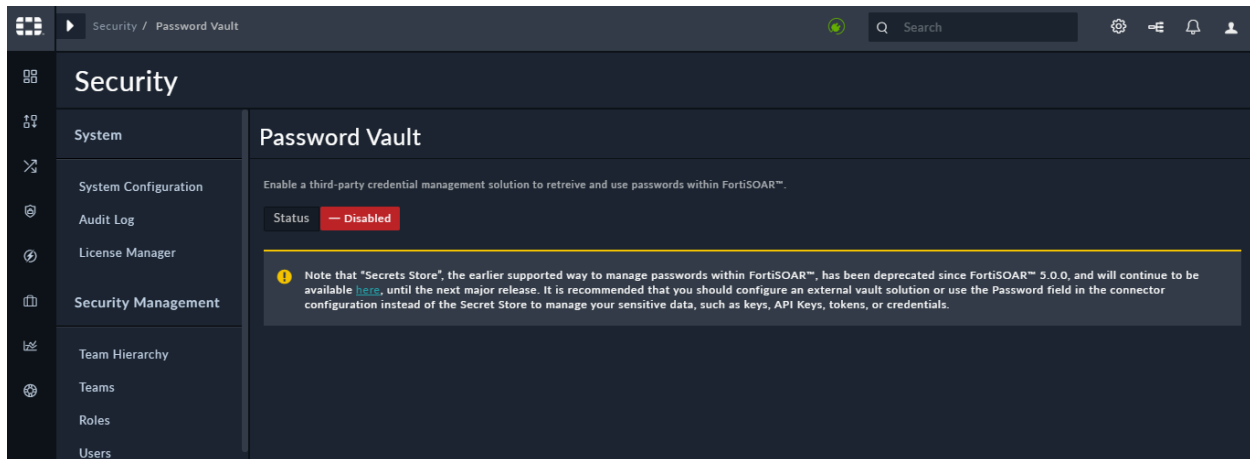 Security / Password Vault
Search
Security
System
System Configuration
Audit Log
License Manager
Security Management
Team Hierarchy
Teams
Roles
Users
Password Vault
Enable a third-party credential management solution to retreive and use passwords within FortiSOAR™.
Status — Disabled
Note that "Secrets Store", the earlier supported way to manage passwords within FortiSOAR™, has been deprecated since FortiSOAR™ 5.0.0, and will continue to be
available here, until the next major release. It is recommended that you should configure an external vault solution or use the Password field in the connector
configuration instead of the Secret Store to manage your sensitive data, such as keys, API Keys, tokens, or credentials.